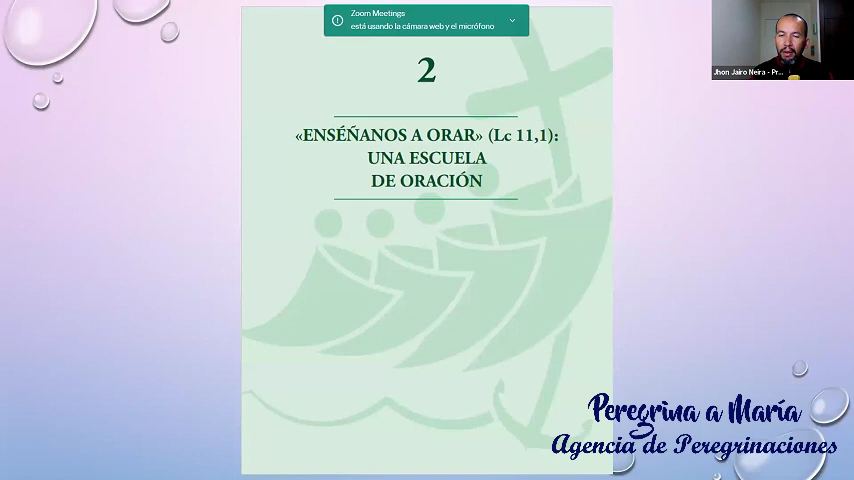 Zoom Meetings
está usando la cámara web y el micrófono
Jhon Jairo Neira - Pr...
2
«ENSÉÑANOS A ORAR» (Lc 11,1):
UNA ESCUELA
DE ORACIÓN
Peregrina a María
Agencia de Peregrinaciones